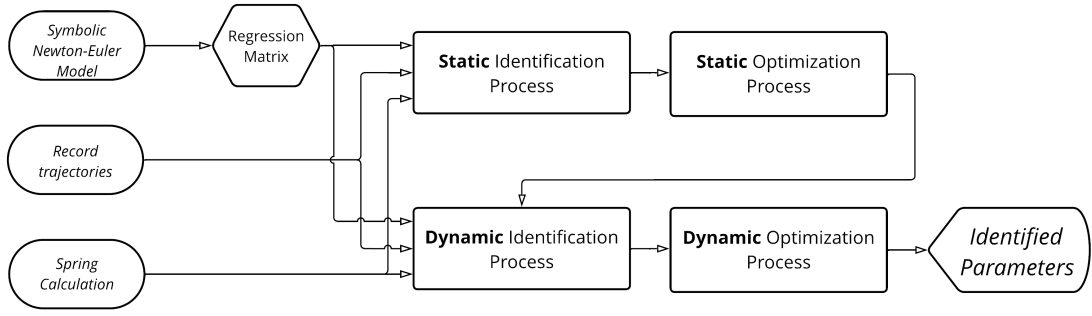 Symbolic
Newton-Euler
Model
Regression
Matrix
Static Identification
Process
Static Optimization
Process
Record
trajectories
Spring
Calculation
Dynamic Identification
Process
Dynamic Optimization
Process
Identified
Parameters